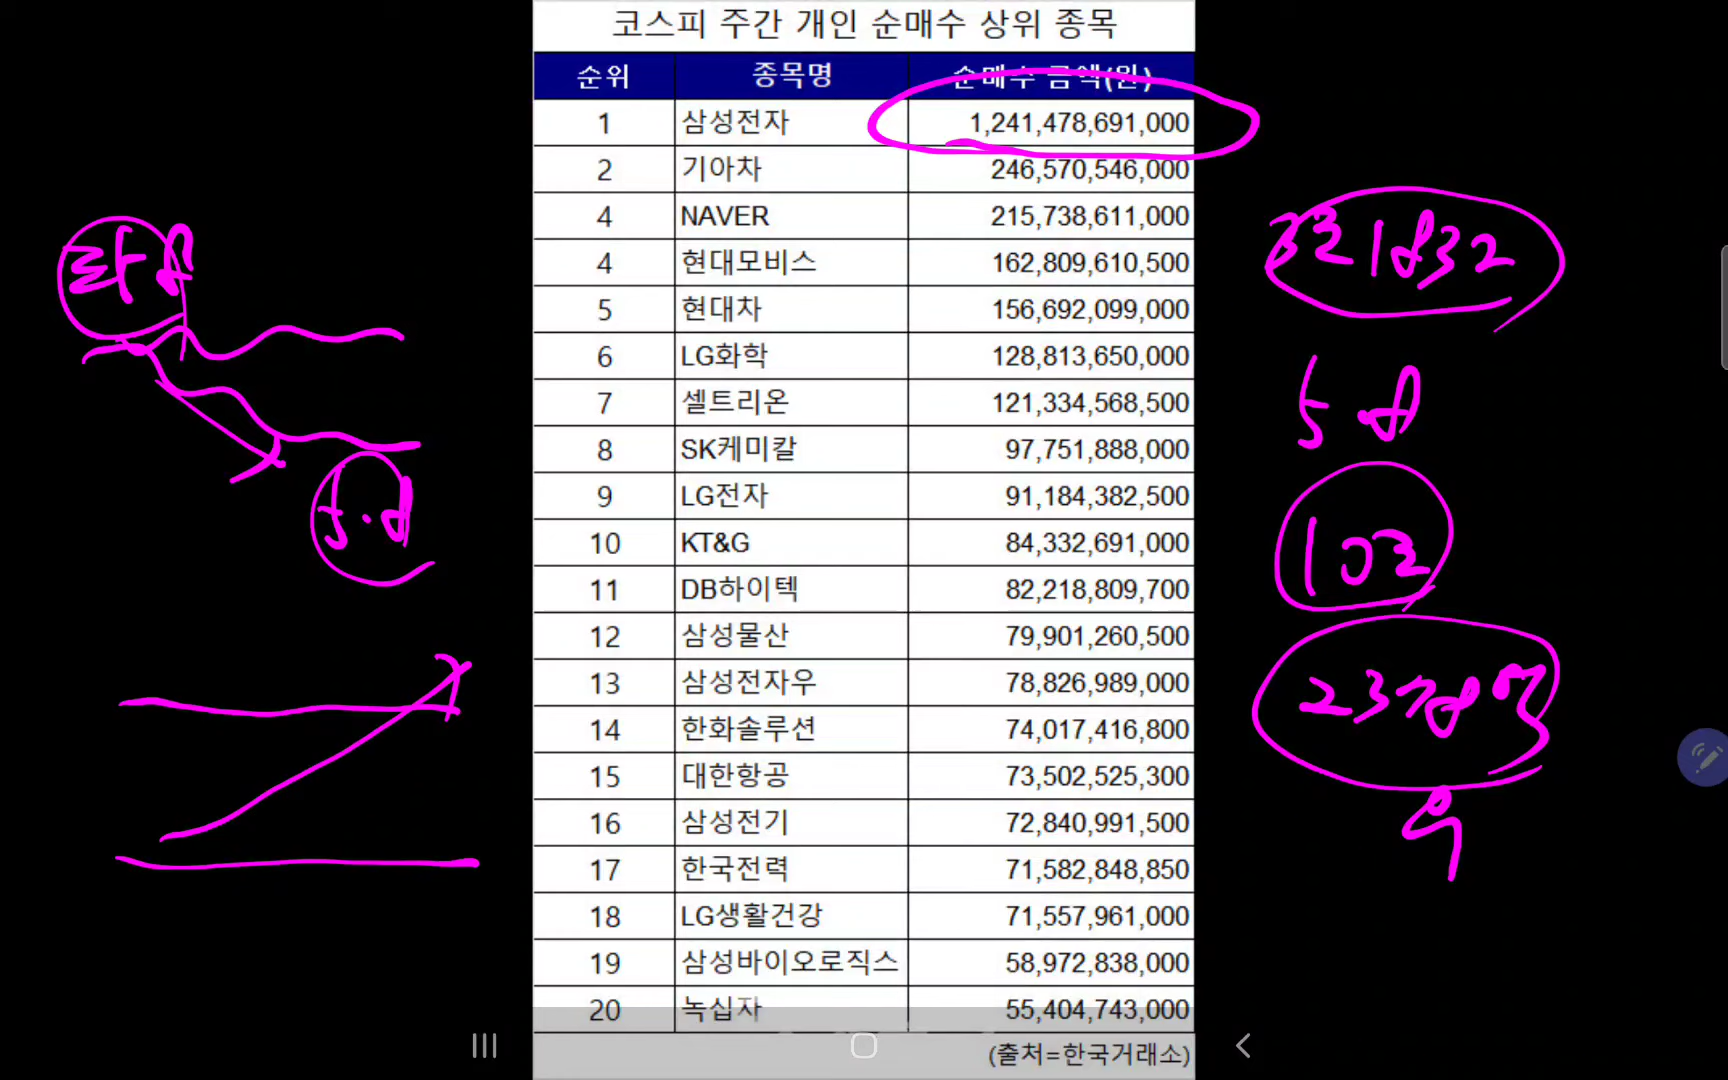 코스피 주간 개인 순매수 상위 종목
순위 종목명 순매수 금액(원)
1 삼성전자 1,241,478,691,000
2 기아차 246,570,546,000
4 NAVER 215,738,611,000
4 현대모비스 162,809,610,500
5 현대차 156,692,099,000
6 LG화학 128,813,650,000
7 셀트리온 121,334,568,500
8 SK케미칼 97,751,888,000
9 LG전자 91,184,382,500
10 KT&G 84,332,691,000
11 DB하이텍 82,218,809,700
12 삼성물산 79,901,260,500
13 삼성전자우 78,826,989,000
14 한화솔루션 74,017,416,800
15 대한항공 73,502,525,300
16 삼성전기 72,840,991,500
17 한국전력 71,582,848,850
18 LG생활건강 71,557,961,000
19 삼성바이오로직스 58,972,838,000
20 녹십자 55,404,743,000
(출처=한국거래소)
10조